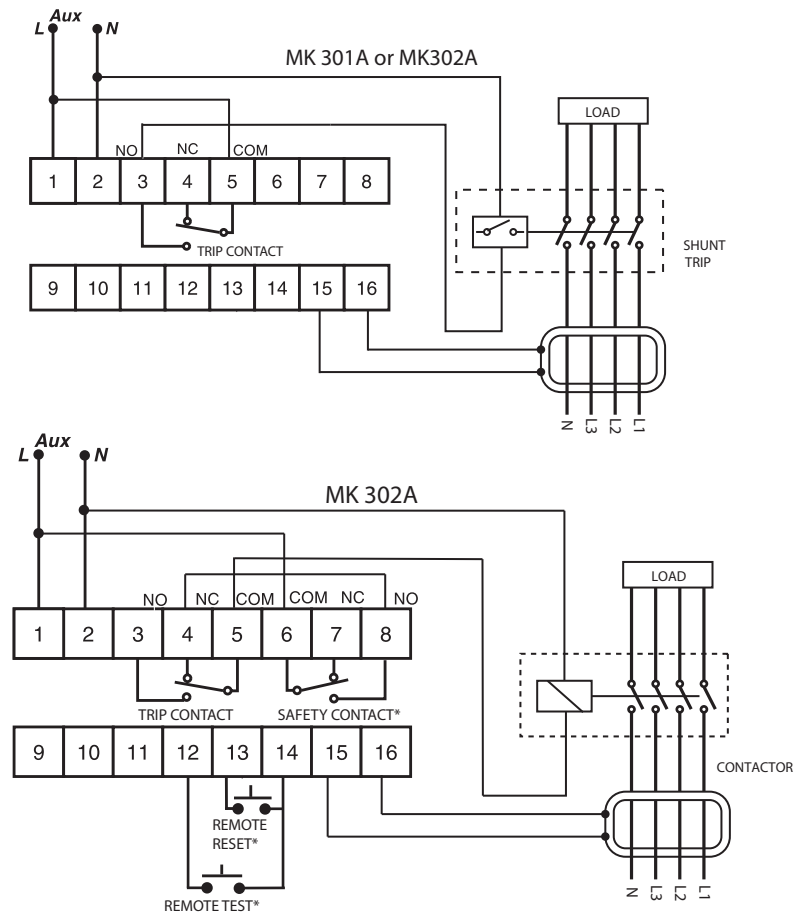 Aux
L N
MK 301A or MK302A
LOAD
NO NC COM
1 2 3 4 5 6 7 8
TRIP CONTACT
SHUNT
TRIP
9 10 11 12 13 14 15 16
N L3 L2 L1
Aux
L N
MK 302A
LOAD
NO NC COM COM NC NO
1 2 3 4 5 6 7 8
TRIP CONTACT SAFETY CONTACT*
9 10 11 12 13 14 15 16
CONTACTOR
REMOTE
RESET*
REMOTE TEST*
N L3 L2 L1